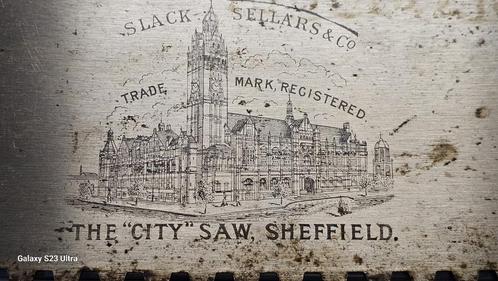 SLACK SELLARS & CO
TRADE MARK, REGISTERED
THE "CITY" SAW, SHEFFIELD.
Galaxy S23 Ultra